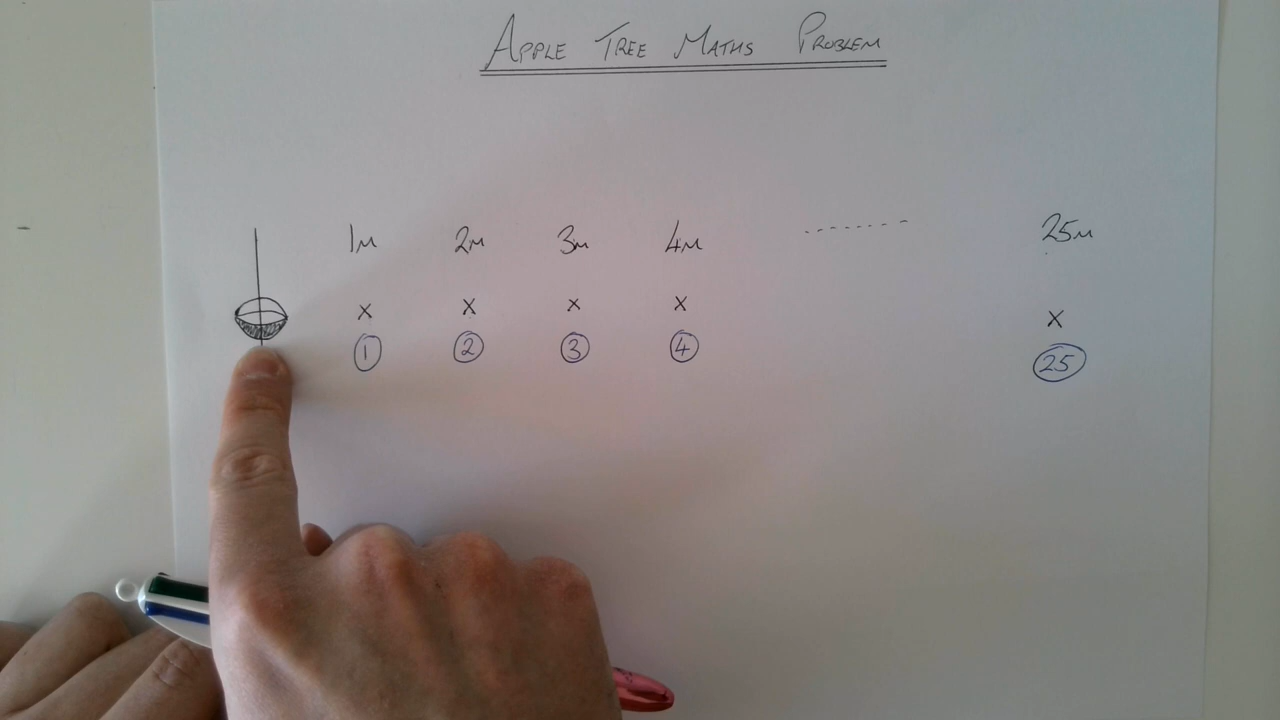 APPLE TREE MATHS PROBLEM
1M 2M 3M 4M ........ 25M
x x x x x
1 2 3 4 25